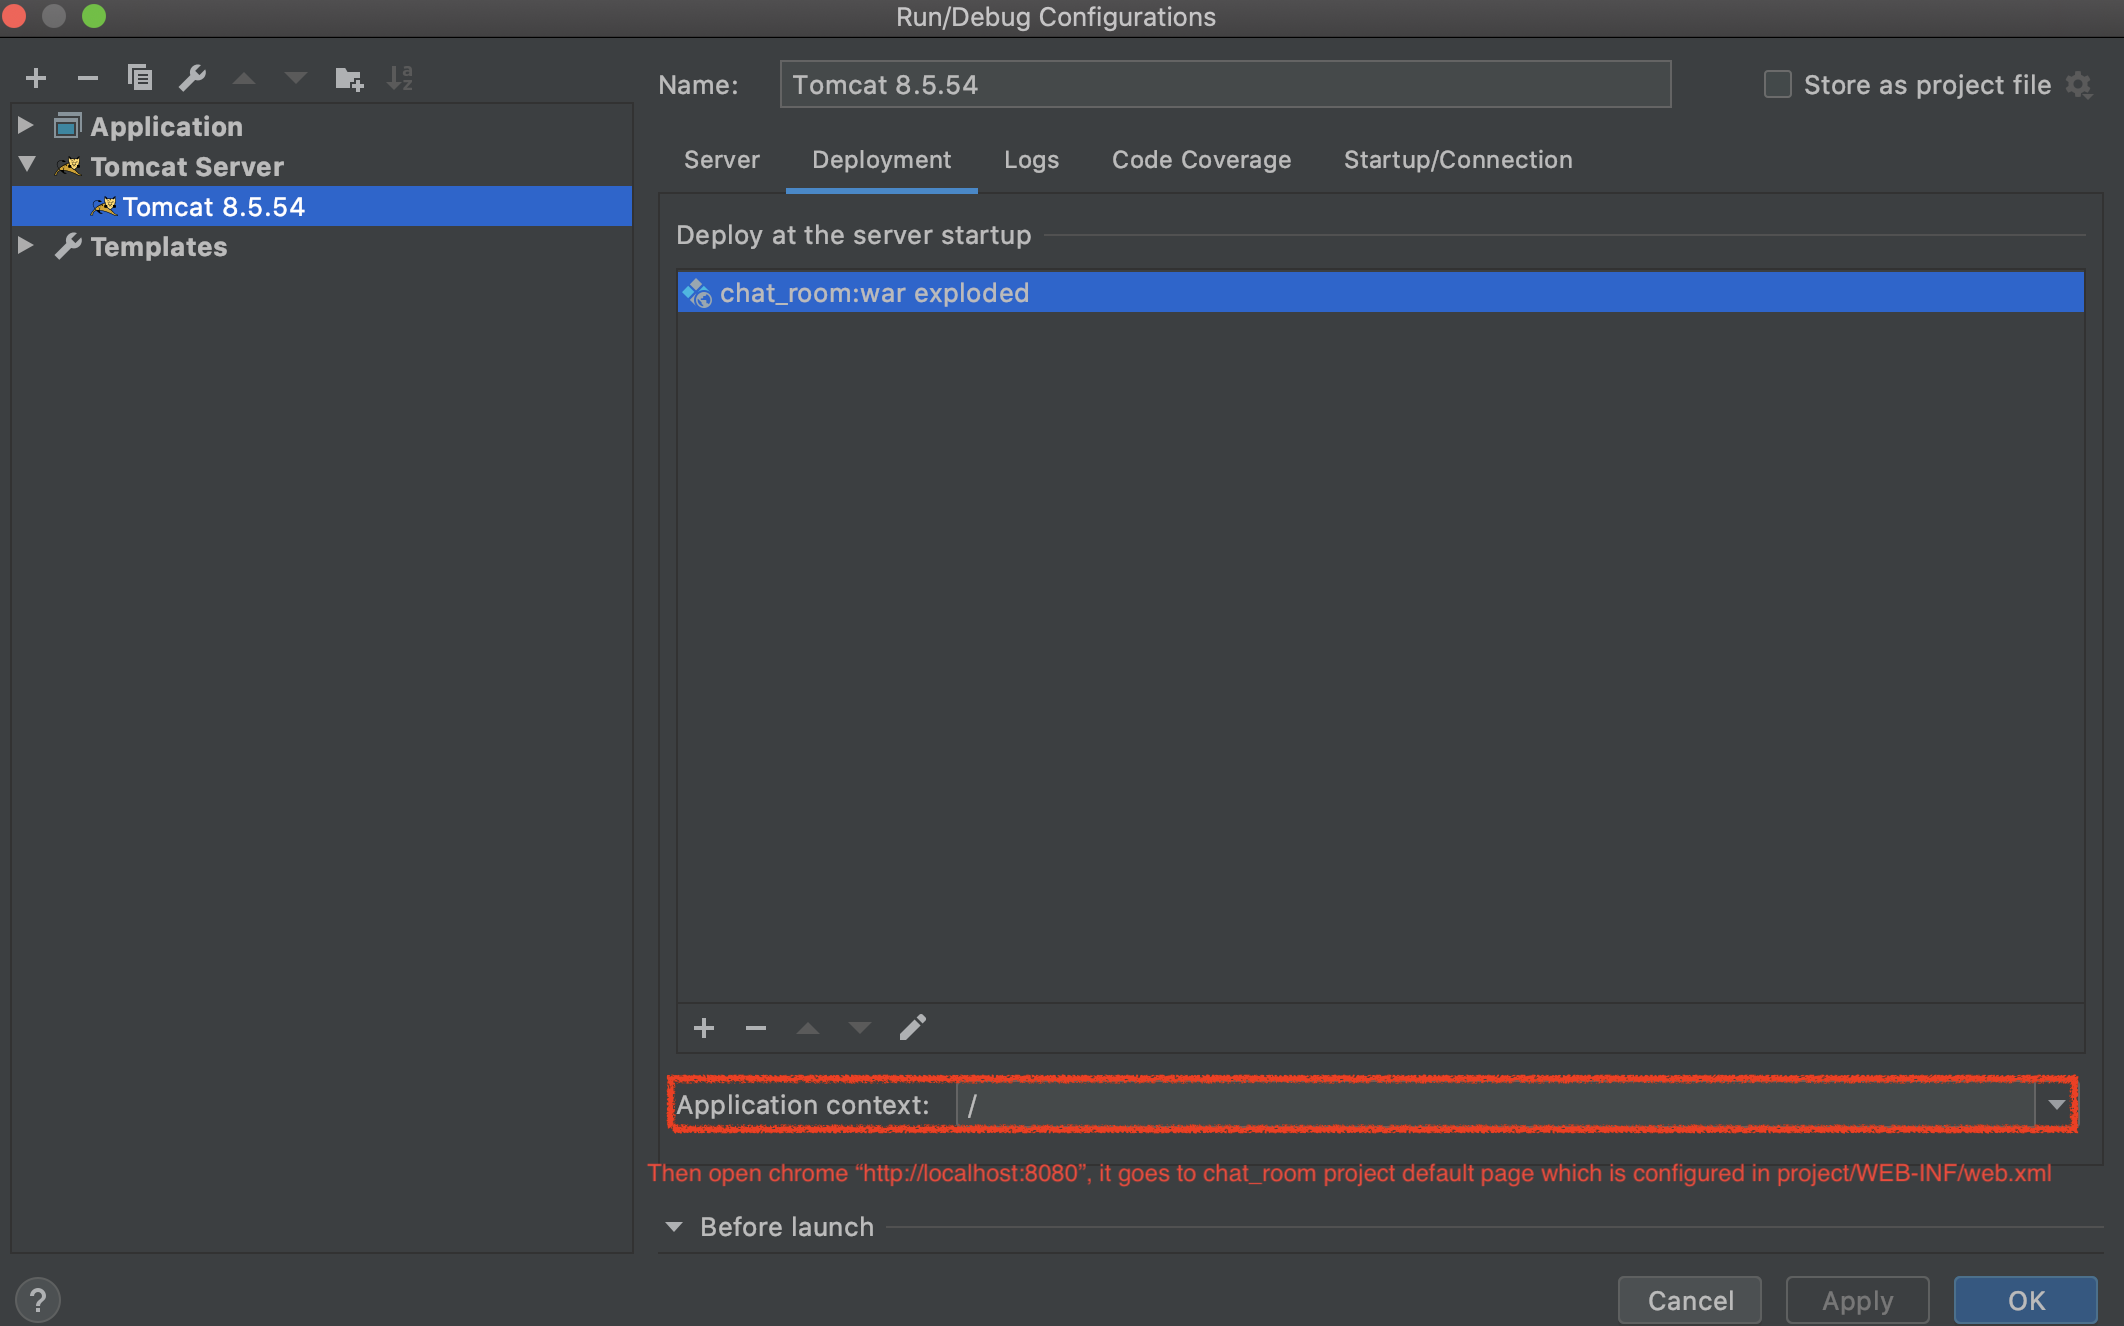 Run/Debug Configurations
Application
Tomcat Server
Tomcat 8.5.54
Templates
Name: Tomcat 8.5.54
Store as project file
Server Deployment Logs Code Coverage Startup/Connection
Deploy at the server startup
chat_room:war exploded
Application context: /
Then open chrome “http://localhost:8080”, it goes to chat_room project default page which is configured in project/WEB-INF/web.xml
Before launch
?
Cancel Apply OK